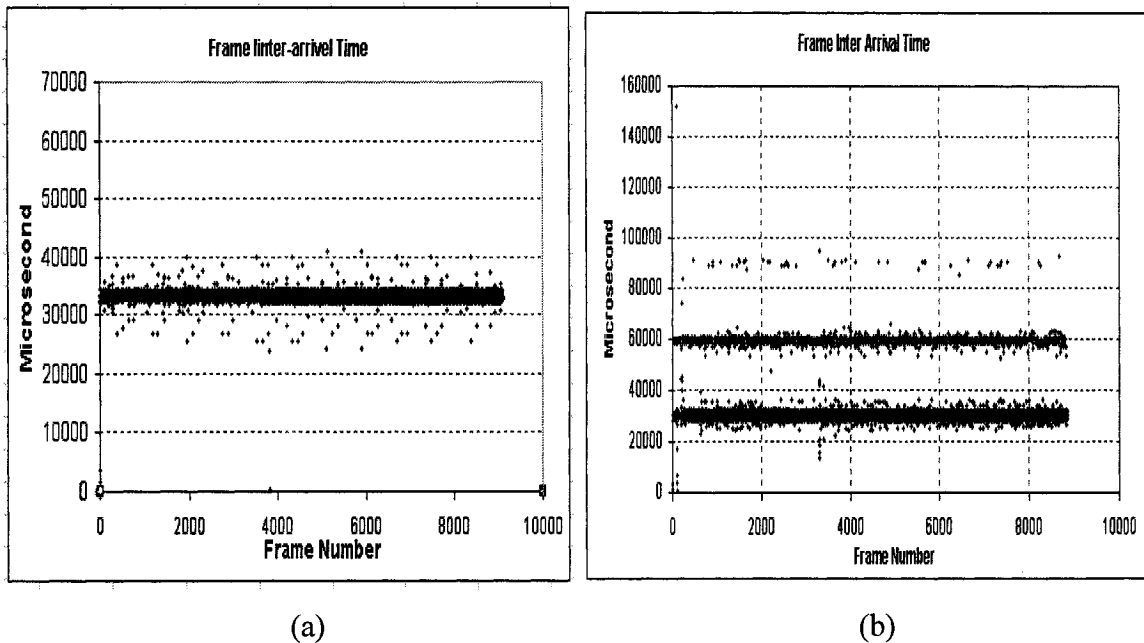 Frame Iinter-arrivel Time
70000
60000
50000
40000
30000
20000
10000
0
0 2000 4000 6000 8000 10000
Microsecond
Frame Number
(a)
Frame Inter Arrival Time
160000
140000
120000
100000
80000
60000
40000
20000
0
0 2000 4000 6000 8000 10000
Microsecond
Frame Number
(b)